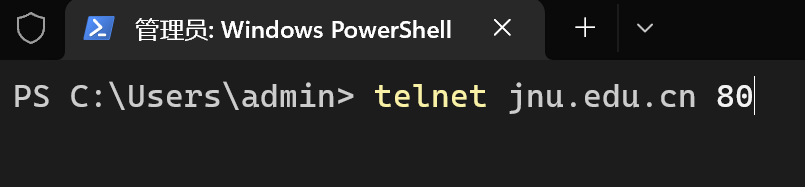 管理员: Windows PowerShell
PS C:\Users\admin> telnet jnu.edu.cn 80